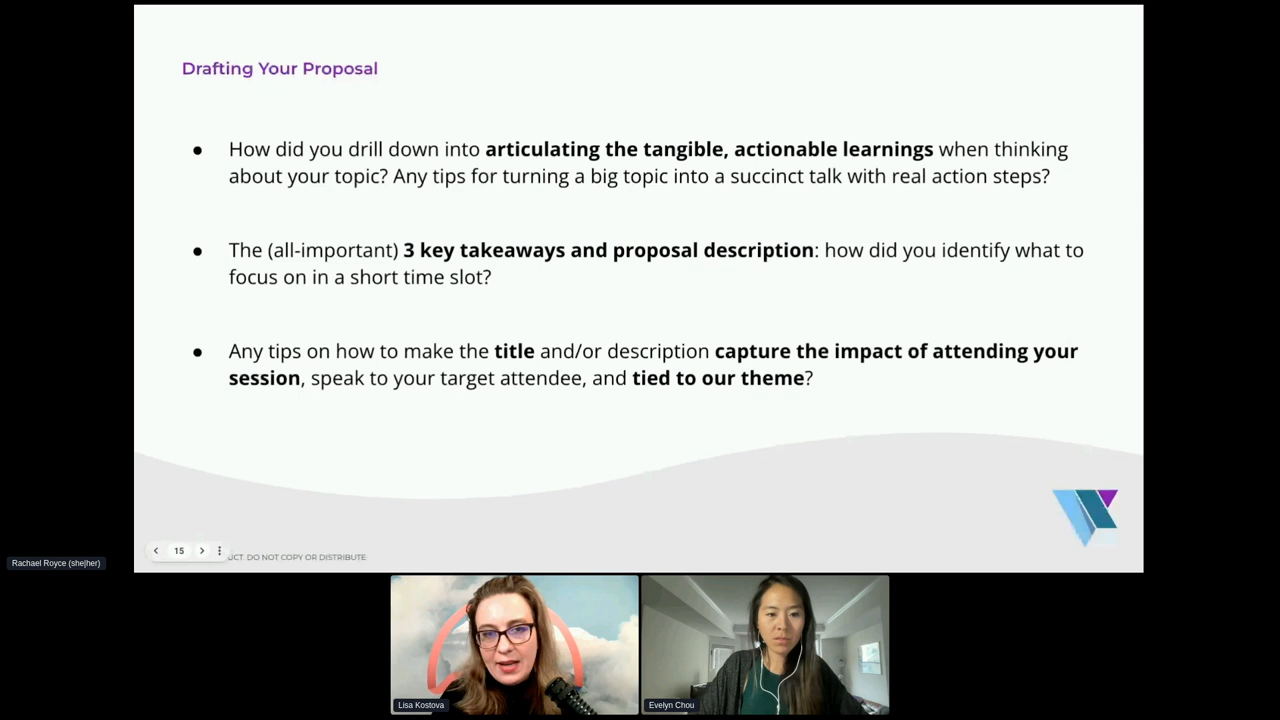 Drafting Your Proposal
● How did you drill down into articulating the tangible, actionable learnings when thinking
about your topic? Any tips for turning a big topic into a succinct talk with real action steps?
● The (all-important) 3 key takeaways and proposal description: how did you identify what to
focus on in a short time slot?
● Any tips on how to make the title and/or description capture the impact of attending your
session, speak to your target attendee, and tied to our theme?
15
DO NOT COPY OR DISTRIBUTE
Rachael Royce (she|her)
Lisa Kostova
Evelyn Chou